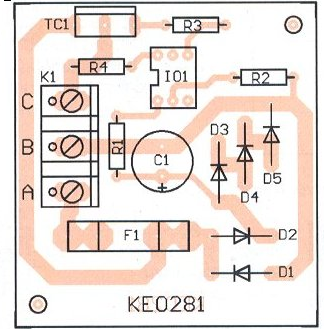 TC1
R3
K1
R4
IO1
R2
C
D3
B
R1
C1
D5
D4
A
+
F1
D2
D1
KE0281